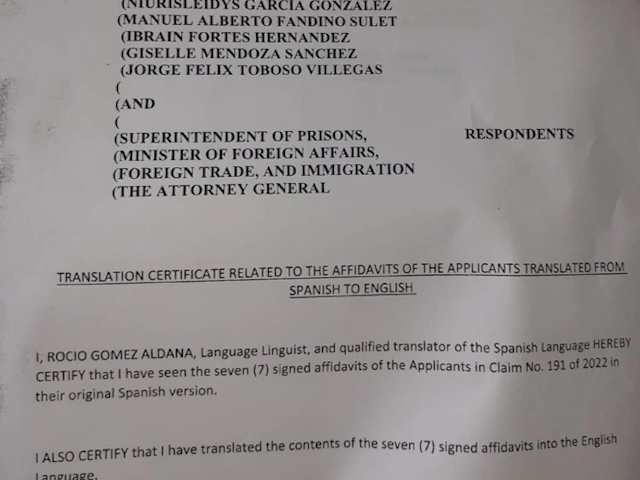 (NIURISLEIDYS GARCIA GONZALEZ
(MANUEL ALBERTO FANDINO SULET
(IBRAIN FORTES HERNANDEZ
(GISELLE MENDOZA SANCHEZ
(JORGE FELIX TOBOSO VILLEGAS
(
(AND
(
(SUPERINTENDENT OF PRISONS, RESPONDENTS
(MINISTER OF FOREIGN AFFAIRS,
(FOREIGN TRADE, AND IMMIGRATION
(THE ATTORNEY GENERAL
TRANSLATION CERTIFICATE RELATED TO THE AFFIDAVITS OF THE APPLICANTS TRANSLATED FROM
SPANISH TO ENGLISH
I, ROCIO GOMEZ ALDANA, Language Linguist, and qualified translator of the Spanish Language HEREBY
CERTIFY that I have seen the seven (7) signed affidavits of the Applicants in Claim No. 191 of 2022 in
their original Spanish version.
I ALSO CERTIFY that I have translated the contents of the seven (7) signed affidavits into the English
Language.